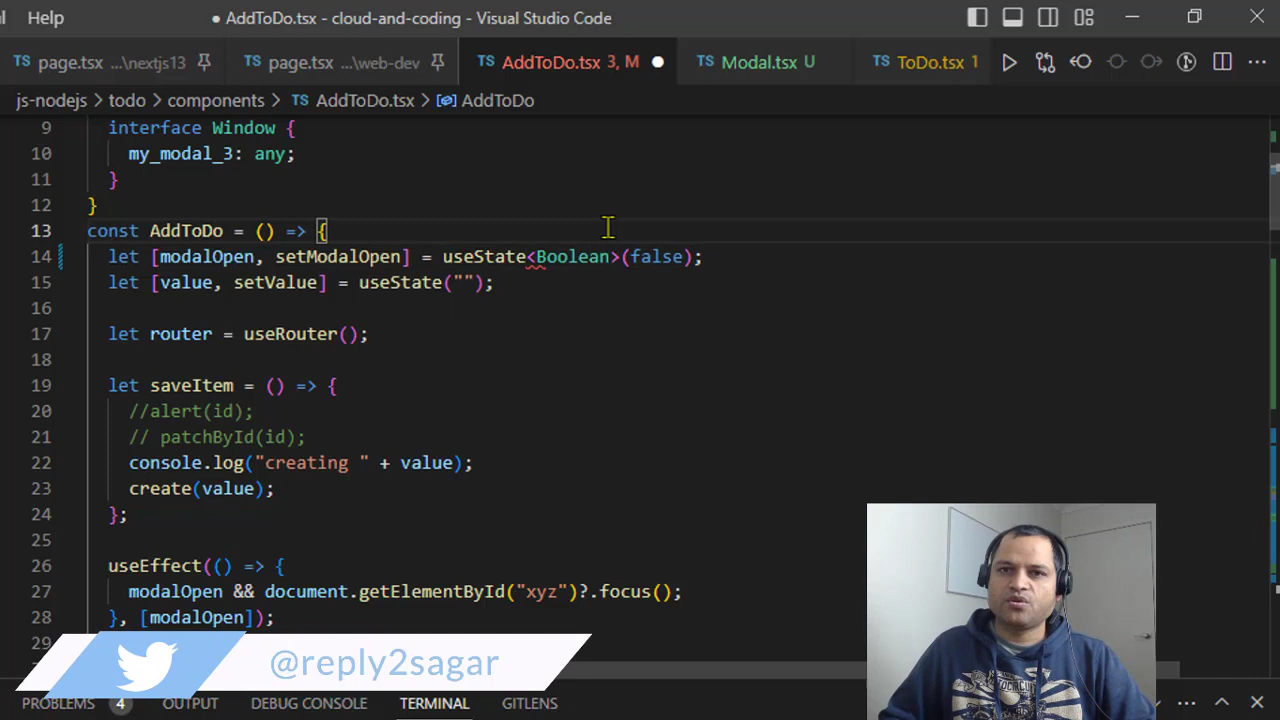 l Help ● AddToDo.tsx - cloud-and-coding - Visual Studio Code
TS page.tsx ...\nextjs13 TS page.tsx ...\web-dev TS AddToDo.tsx 3, M TS Modal.tsx U TS ToDo.tsx 1
js-nodejs > todo > components > TS AddToDo.tsx > AddToDo
9 interface Window {
10 my_modal_3: any;
11 }
12 }
13 const AddToDo = () => {
14 let [modalOpen, setModalOpen] = useState<Boolean>(false);
15 let [value, setValue] = useState("");
16
17 let router = useRouter();
18
19 let saveItem = () => {
20 //alert(id);
21 // patchById(id);
22 console.log("creating " + value);
23 create(value);
24 };
25
26 useEffect(() => {
27 modalOpen && document.getElementById("xyz")?.focus();
28 }, [modalOpen]);
29
@reply2sagar
PROBLEMS 4 OUTPUT DEBUG CONSOLE TERMINAL GITLENS